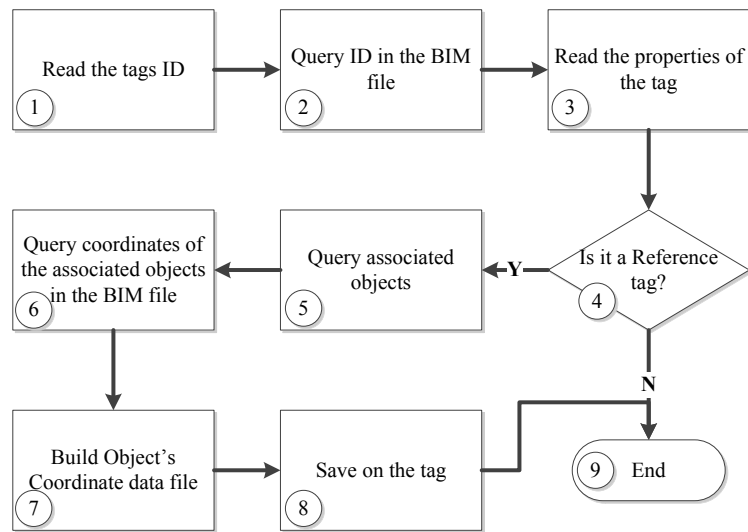 Read the tags ID
1
Query ID in the BIM
file
2
Read the properties of
the tag
3
Is it a Reference
tag?
4
Y
N
Query associated
objects
5
Query coordinates of
the associated objects
in the BIM file
6
Build Object’s
Coordinate data file
7
Save on the tag
8
9
End